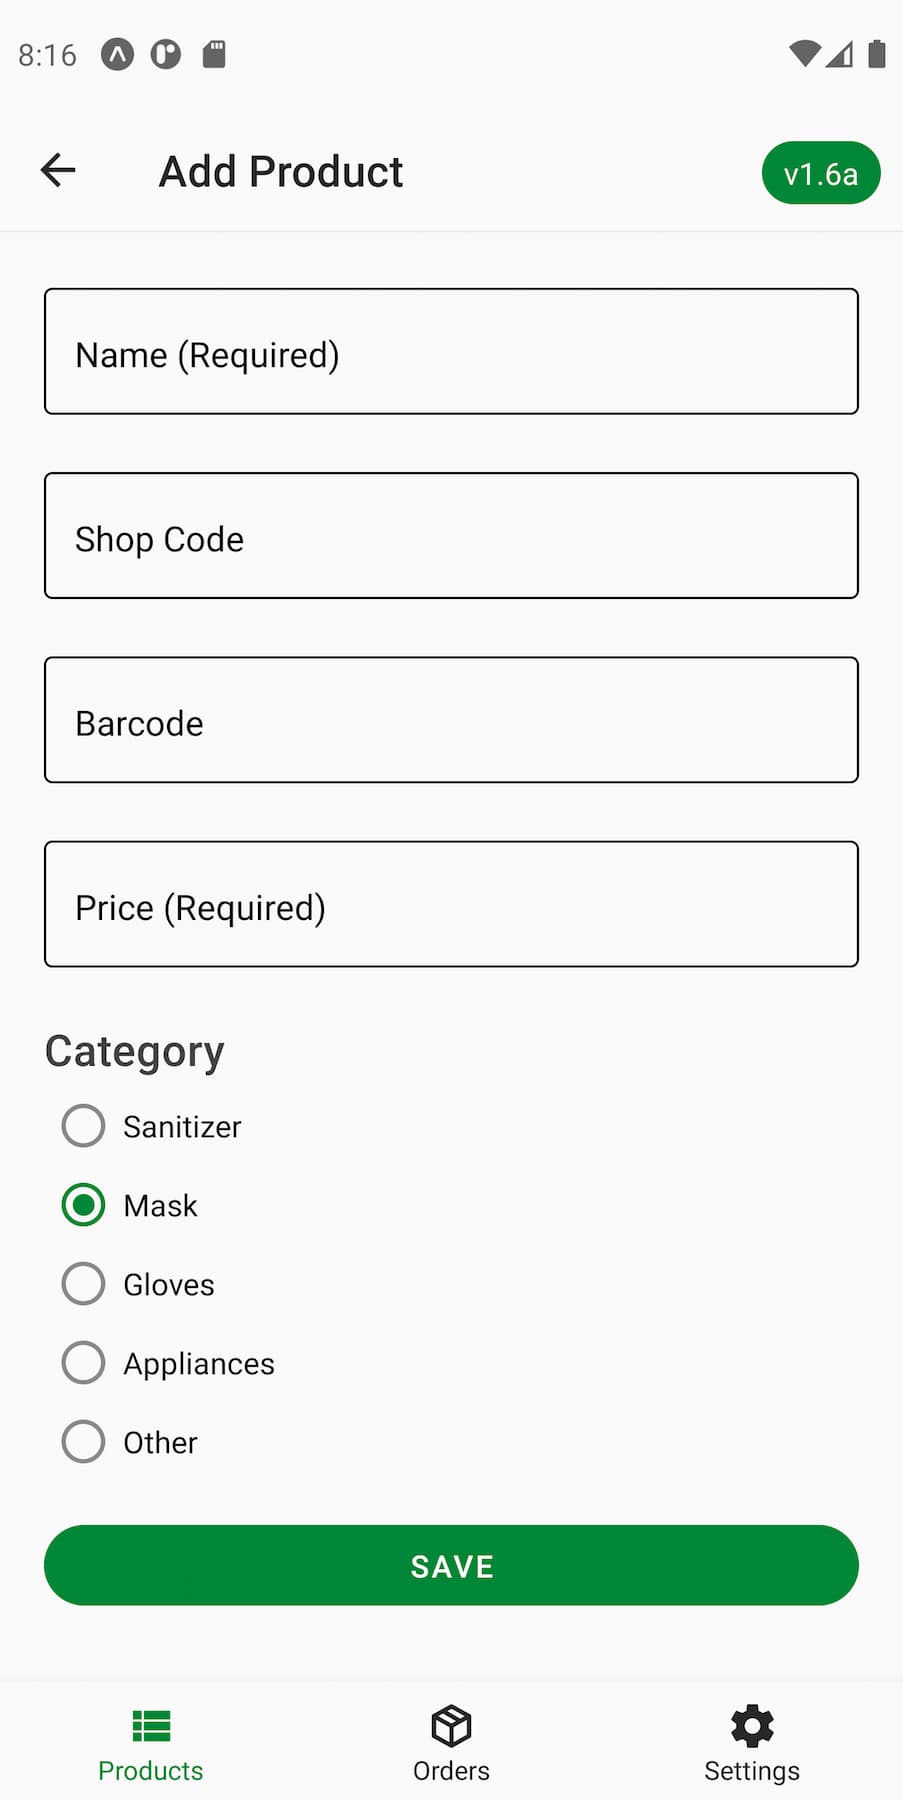 8:16
Add Product
v1.6a
Name (Required)
Shop Code
Barcode
Price (Required)
Category
Sanitizer
Mask
Gloves
Appliances
Other
SAVE
Products
Orders
Settings